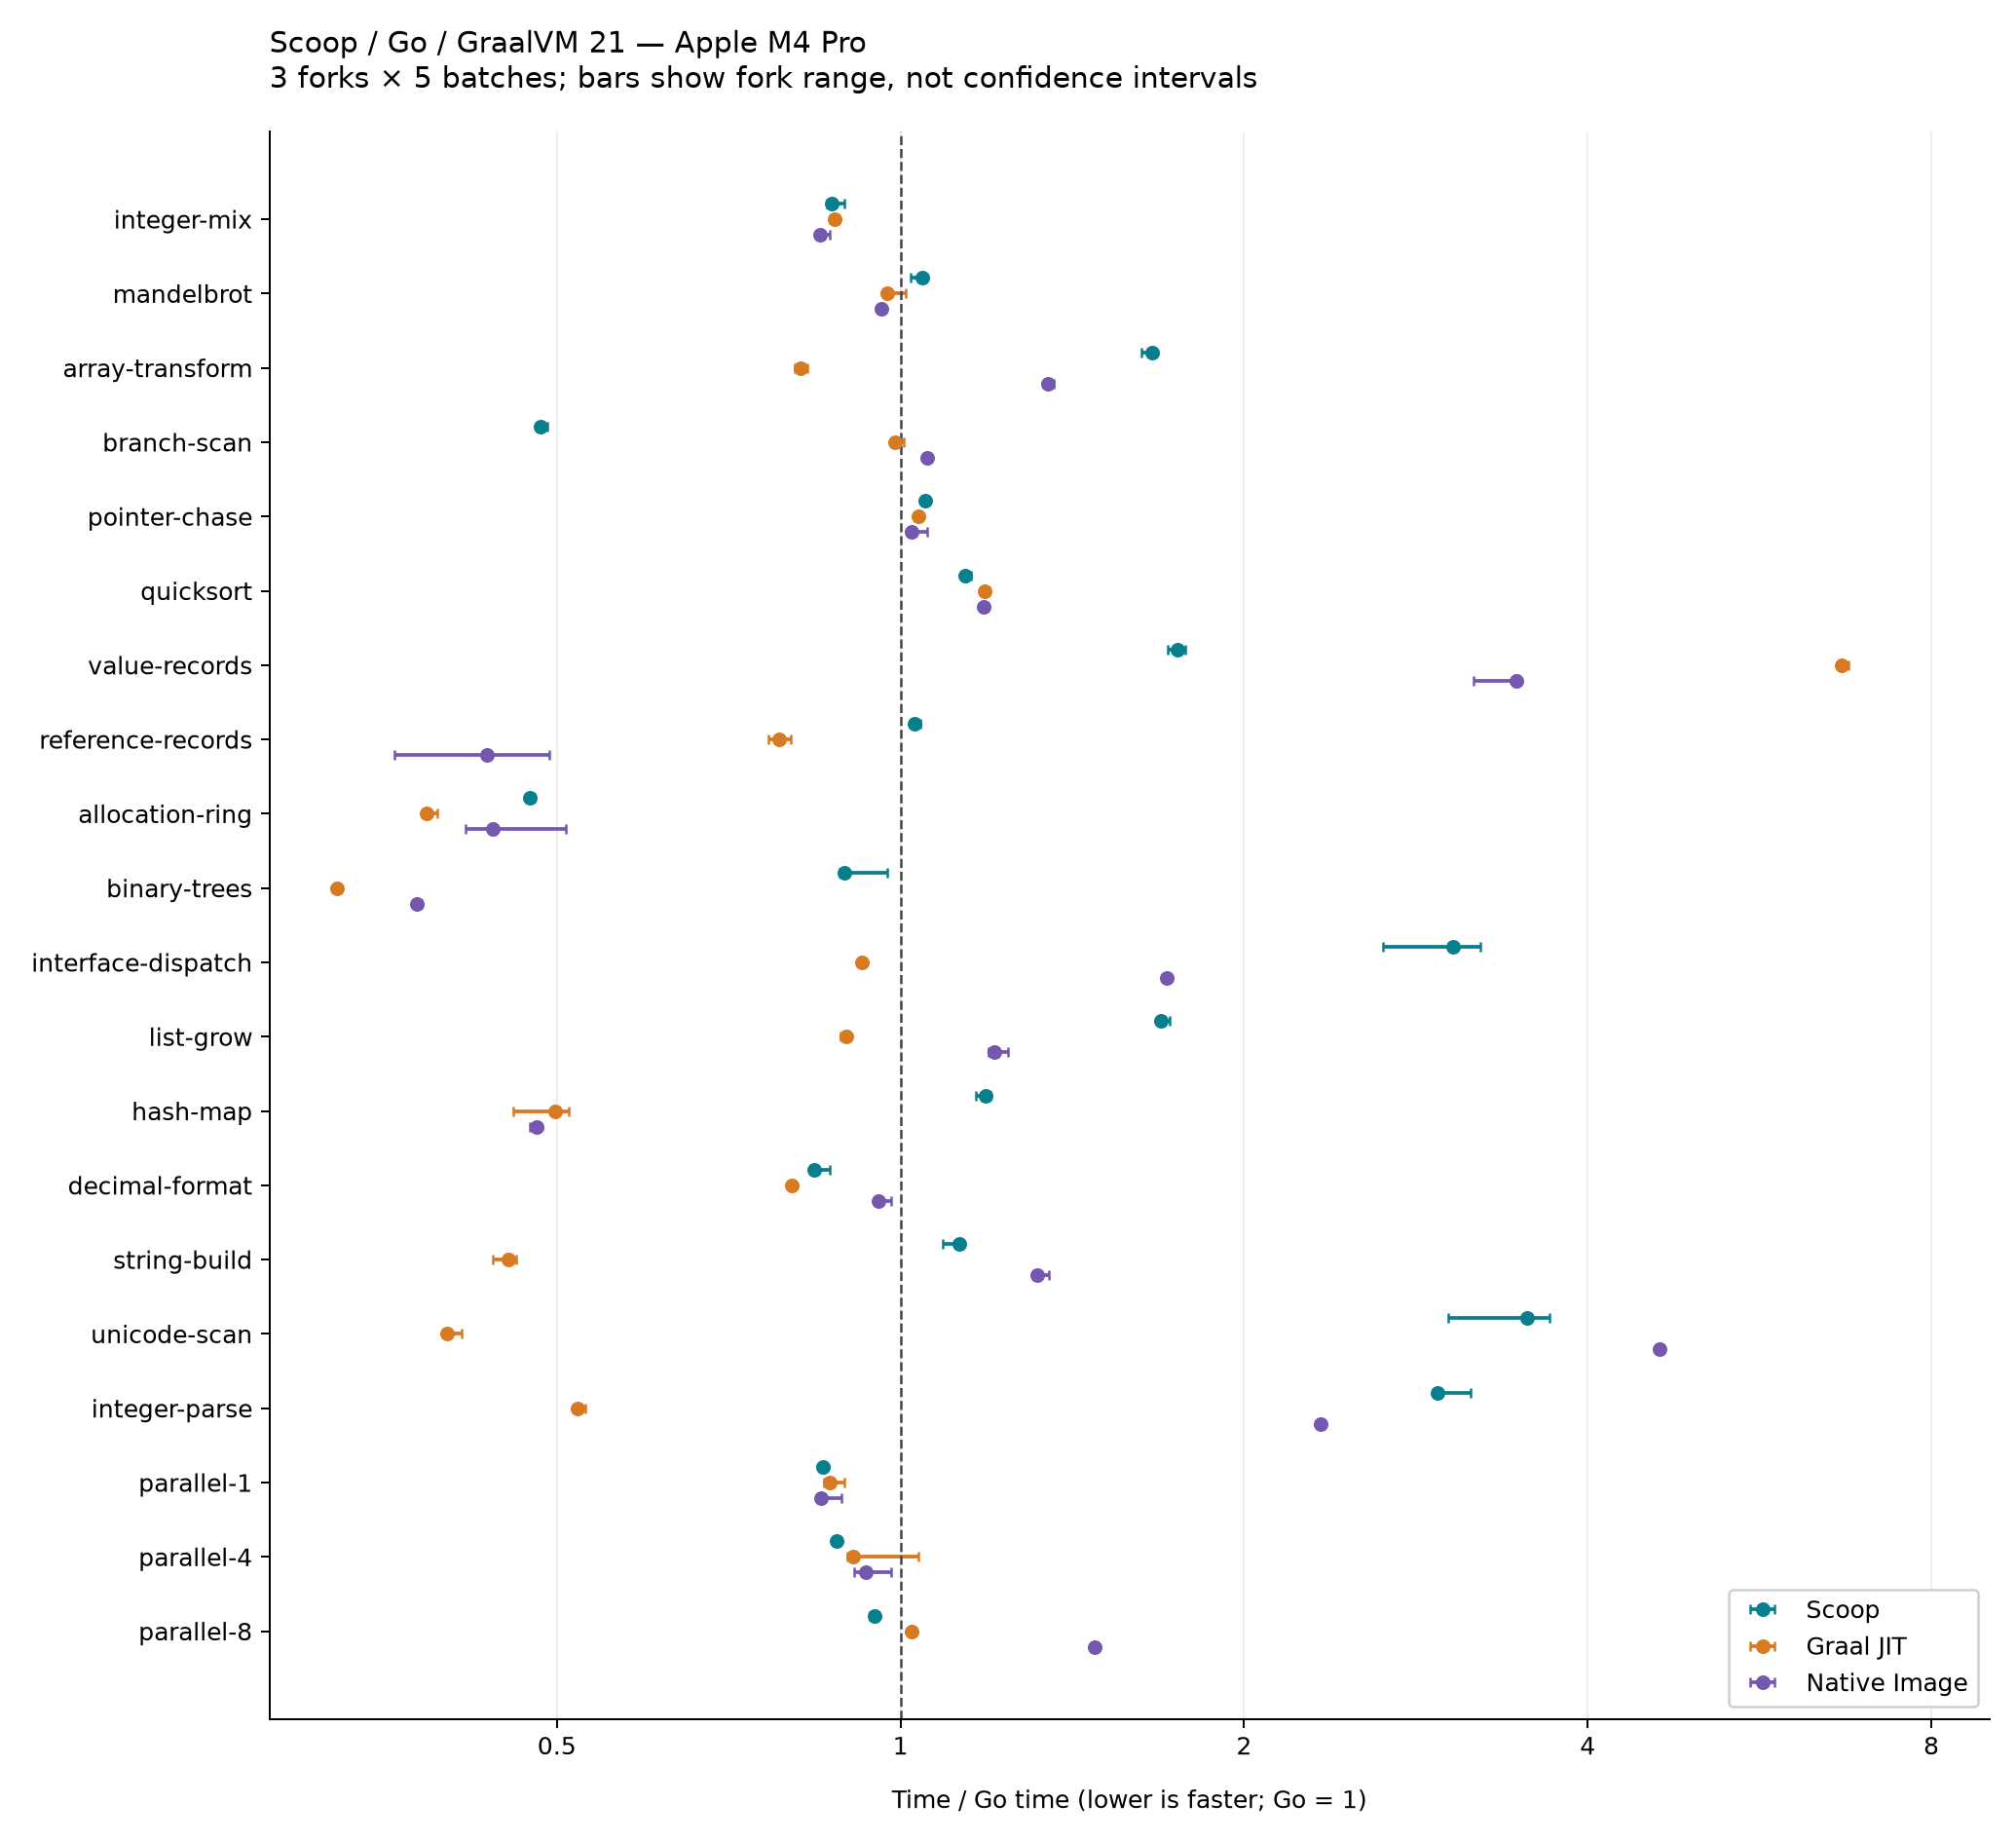 Scoop / Go / GraalVM 21 — Apple M4 Pro
3 forks × 5 batches; bars show fork range, not confidence intervals
integer-mix
mandelbrot
array-transform
branch-scan
pointer-chase
quicksort
value-records
reference-records
allocation-ring
binary-trees
interface-dispatch
list-grow
hash-map
decimal-format
string-build
unicode-scan
integer-parse
parallel-1
parallel-4
parallel-8
Scoop
Graal JIT
Native Image
0.5 1 2 4 8
Time / Go time (lower is faster; Go = 1)